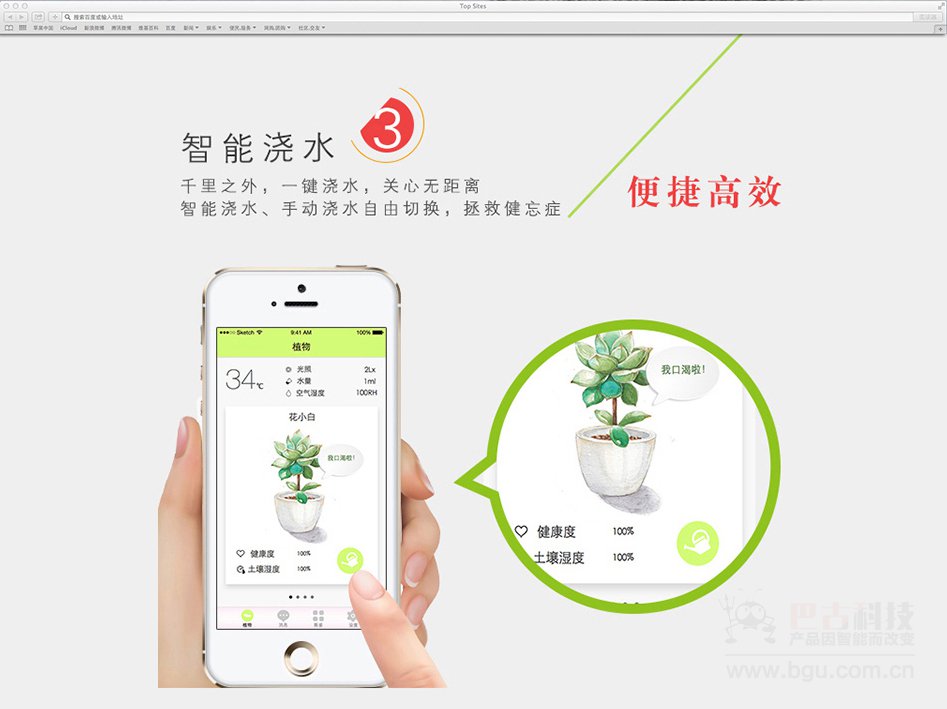 Top Sites
搜索百度或输入地址
苹果中国 iCloud 新浪微博 腾讯微博 维基百科 百度 新闻 娱乐 便民·服务 网购·团购 社区·交友
3
智能浇水
千里之外，一键浇水，关心无距离
智能浇水、手动浇水自由切换，拯救健忘症
便捷高效
Sketch 9:41 AM 100%
植物
34℃
光照 2Lx
水量 1ml
空气湿度 100RH
花小白
我口渴啦！
健康度 100%
土壤湿度 100%
植物
我口渴啦！
健康度 100%
土壤湿度 100%
巴古科技
产品因智能而改变
www.bgu.com.cn